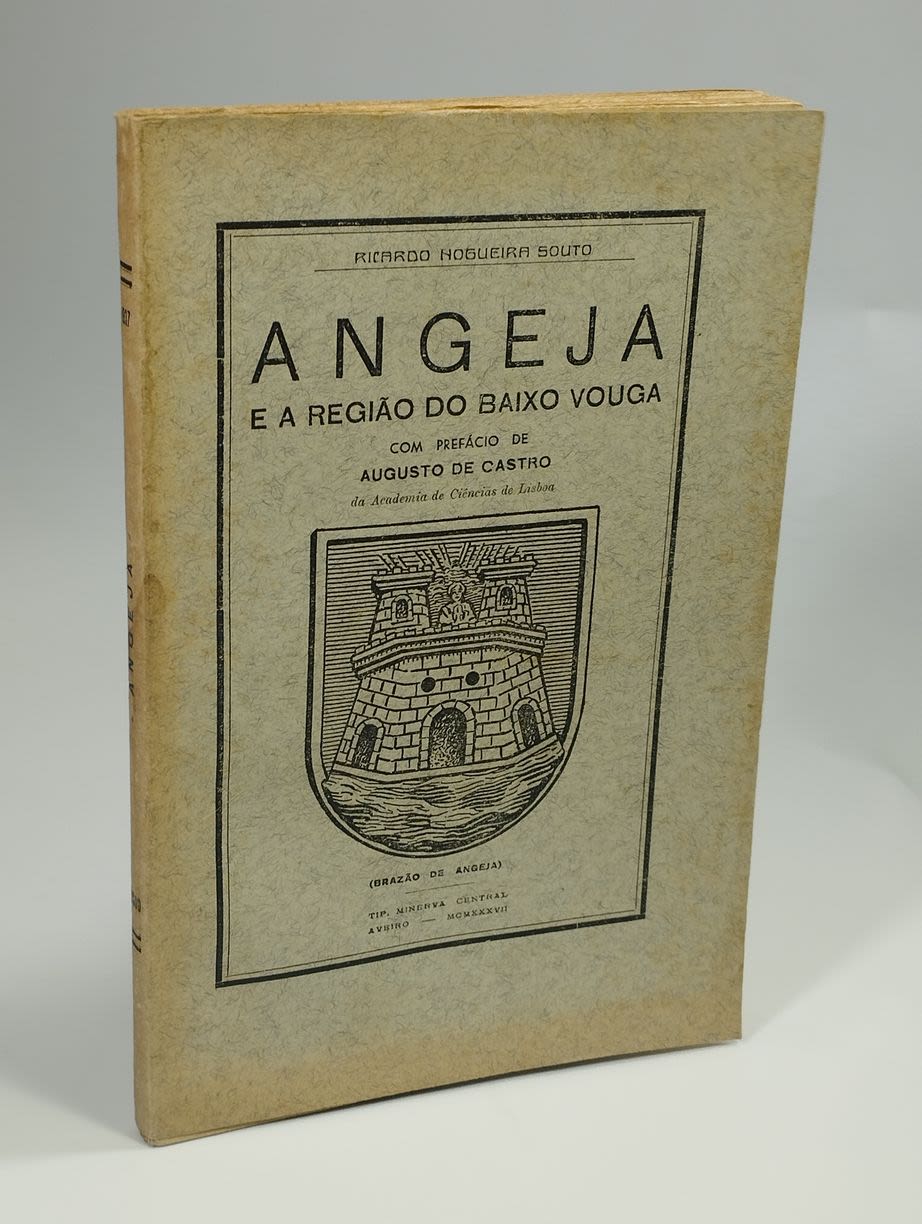 RICARDO NOGUEIRA SOUTO
ANGEJA
E A REGIÃO DO BAIXO VOUGA
COM PREFÁCIO DE
AUGUSTO DE CASTRO
da Academia de Ciências de Lisboa
(BRAZÃO DE ANGEJA)
TIP. MINERVA CENTRAL
AVEIRO — MCMXXXVII
ANGEJA